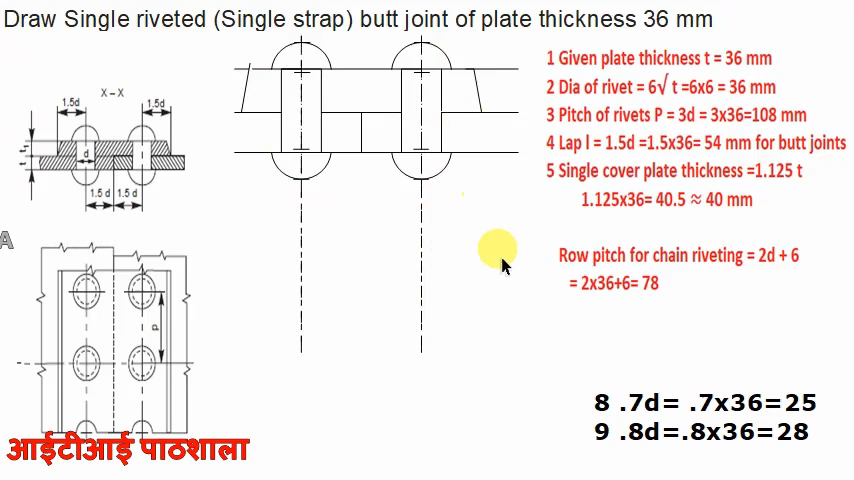 Draw Single riveted (Single strap) butt joint of plate thickness 36 mm
X – X
1.5d
1.5d
t₁
d
t
1.5 d
1.5 d
A
p
1 Given plate thickness t = 36 mm
2 Dia of rivet = 6√ t =6x6 = 36 mm
3 Pitch of rivets P = 3d = 3x36=108 mm
4 Lap l = 1.5d =1.5x36= 54 mm for butt joints
5 Single cover plate thickness =1.125 t
1.125x36= 40.5 ≈ 40 mm
Row pitch for chain riveting = 2d + 6
= 2x36+6= 78
8 .7d= .7x36=25
9 .8d=.8x36=28
आईटीआई पाठशाला